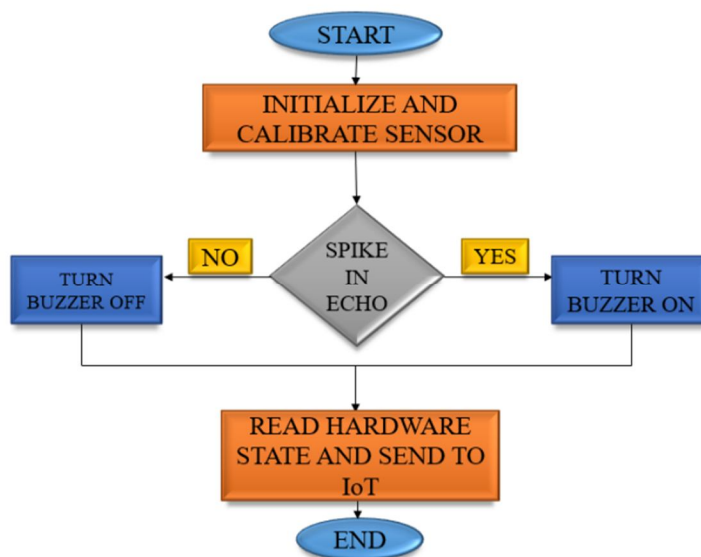 START
INITIALIZE AND
CALIBRATE SENSOR
NO
SPIKE
IN
ECHO
YES
TURN
BUZZER OFF
TURN
BUZZER ON
READ HARDWARE
STATE AND SEND TO
IoT
END